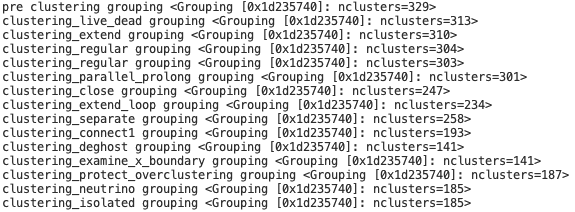 pre clustering grouping <Grouping [0x1d235740]: nclusters=329>
clustering_live_dead grouping <Grouping [0x1d235740]: nclusters=313>
clustering_extend grouping <Grouping [0x1d235740]: nclusters=310>
clustering_regular grouping <Grouping [0x1d235740]: nclusters=304>
clustering_regular grouping <Grouping [0x1d235740]: nclusters=303>
clustering_parallel_prolong grouping <Grouping [0x1d235740]: nclusters=301>
clustering_close grouping <Grouping [0x1d235740]: nclusters=247>
clustering_extend_loop grouping <Grouping [0x1d235740]: nclusters=234>
clustering_separate grouping <Grouping [0x1d235740]: nclusters=258>
clustering_connect1 grouping <Grouping [0x1d235740]: nclusters=193>
clustering_deghost grouping <Grouping [0x1d235740]: nclusters=141>
clustering_examine_x_boundary grouping <Grouping [0x1d235740]: nclusters=141>
clustering_protect_overclustering grouping <Grouping [0x1d235740]: nclusters=187>
clustering_neutrino grouping <Grouping [0x1d235740]: nclusters=185>
clustering_isolated grouping <Grouping [0x1d235740]: nclusters=185>